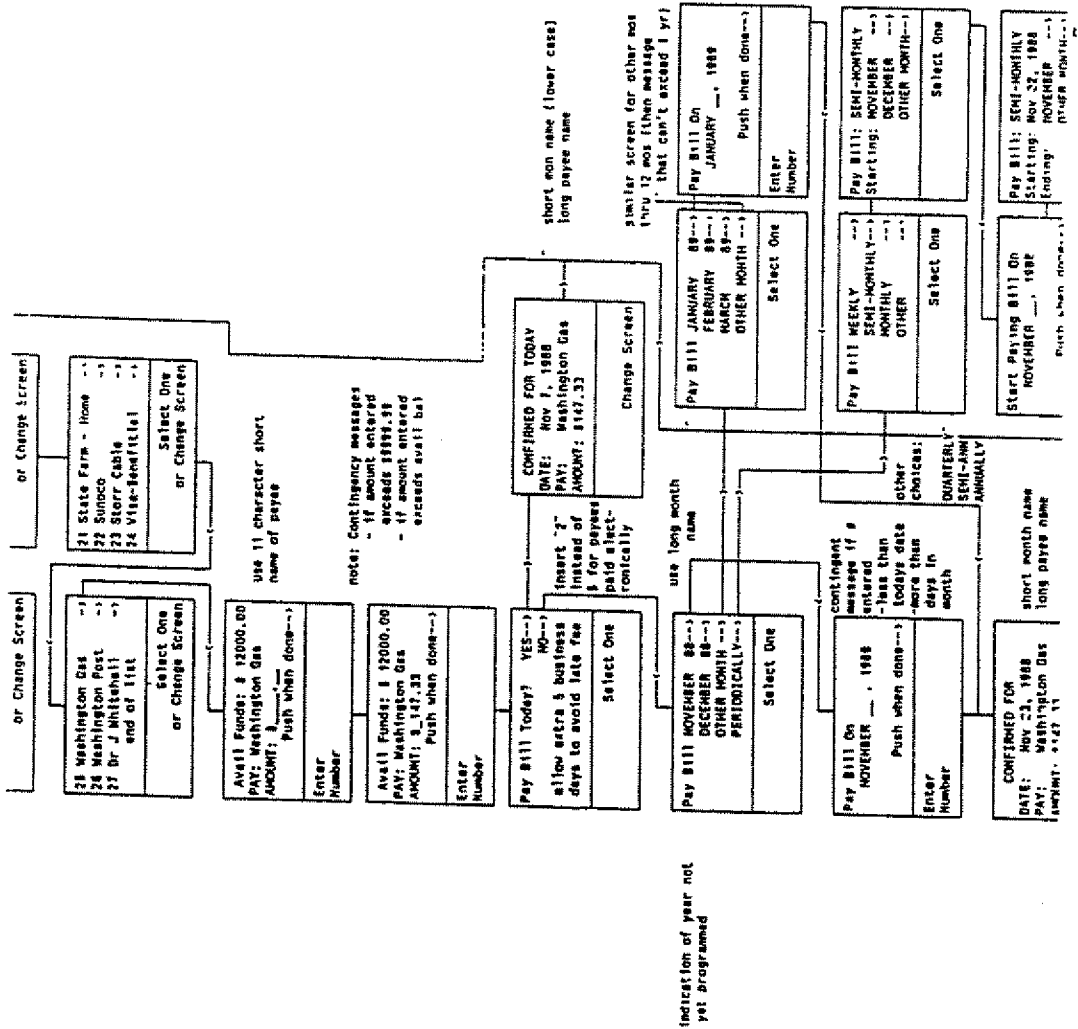 or Change Screen
or Change Screen
25 Washington Gas -->
26 Washington Post -->
27 Dr J Whitehall -->
end of list
Select One
or Change Screen
21 State Farm - Home -->
22 Sunoco -->
23 Storr Cable -->
24 Visa-Beneficial -->
Select One
or Change Screen
Avail Funds: $ 12000.00
PAY: Washington Gas
AMOUNT: $_____.__
Push when done-->
Enter
Number
use 11 character short
name of payee
Avail Funds: $ 12000.00
PAY: Washington Gas
AMOUNT: $_147.33
Push when done-->
Enter
Number
note: Contingency messages
- if amount entered
exceeds $9999.99
- if amount entered
exceeds avail bal
Pay Bill Today? YES-->
NO-->
allow extra 5 business
days to avoid late fee
Select One
insert "2"
instead of
5 for payees
paid elect-
ronically
CONFIRMED FOR TODAY
DATE: Nov 7, 1988
PAY: Washington Gas
AMOUNT: $147.33
Change Screen
short mon name (lower case)
long payee name
indication of year not
yet programmed
Pay Bill NOVEMBER 88-->
DECEMBER 88-->
OTHER MONTH -->
PERIODICALLY-->
Select One
use long month
name
Pay Bill JANUARY 89-->
FEBRUARY 89-->
MARCH 89-->
OTHER MONTH -->
Select One
similar screen for other mos
thru 12 mos (then message
that can't exceed 1 yr)
Pay Bill On
JANUARY __, 1989
Push when done-->
Enter
Number
Pay Bill On
NOVEMBER __, 1988
Push when done-->
Enter
Number
contingent
message if #
entered
-less than
todays date
-more than
days in
month
other
choices:
QUARTERLY
SEMI-ANN
ANNUALLY
Pay Bill WEEKLY -->
SEMI-MONTHLY-->
MONTHLY -->
OTHER -->
Select One
Pay Bill: SEMI-MONTHLY
Starting: NOVEMBER -->
DECEMBER -->
OTHER MONTH-->
Select One
CONFIRMED FOR
DATE: Nov 23, 1988
PAY: Washington Gas
AMOUNT: $147.33
short month name
long payee name
Start Paying Bill On
NOVEMBER __, 1988
Push when done-->
Pay Bill: SEMI-MONTHLY
Starting: Nov 22, 1988
Ending: NOVEMBER -->
OTHER MONTH-->